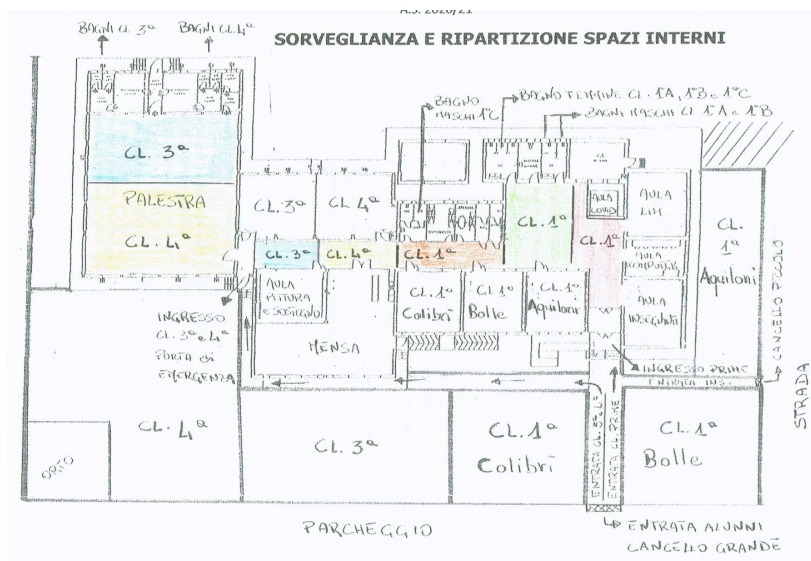 A.S. 2020/21
SORVEGLIANZA E RIPARTIZIONE SPAZI INTERNI
BAGNI CL. 3ª
BAGNI CL. 4ª
BAGNO
MASCHI 1ªC
BAGNO FEMMINE CL. 1ªA, 1ªB e 1ªC
BAGNI MASCHI CL 1ªA e 1ªB
CL. 3ª
PALESTRA
CL. 4ª
CL. 3ª
CL 4ª
CL. 3ª
CL. 4ª
CL. 1ª
CL. 1ª
CL. 1ª
AULA
COVID
AULA
LIM
AULA
COMPUTER
AULA
INSEGNANTI
CL.
1ª
Aquiloni
CANCELLO PICCOLO
STRADA
INGRESSO
CL. 3ª e 4ª
PORTA DI
EMERGENZA
AULA
PITTURA
e SOSTEGNO
MENSA
CL. 1ª
Colibrì
CL. 1ª
Bolle
CL. 1ª
Aquiloni
INGRESSO PRIME
ENTRATA INS.
ORTO
CL. 4ª
CL. 3ª
CL. 1ª
Colibrì
ENTRATA CL. 3ª e 4ª
ENTRATA CL. PRIME
CL. 1ª
Bolle
PARCHEGGIO
ENTRATA ALUNNI
CANCELLO GRANDE